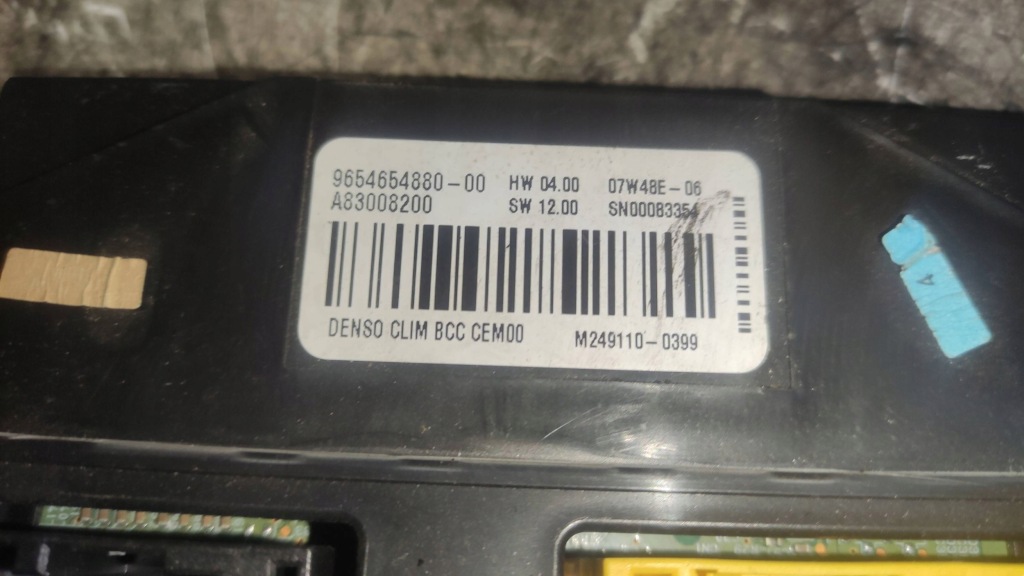 9654654880-00 HW 04.00 07W48E-06
A83008200 SW 12.00 SN00083354
DENSO CLIM BCC CEM00 M249110-0399
A